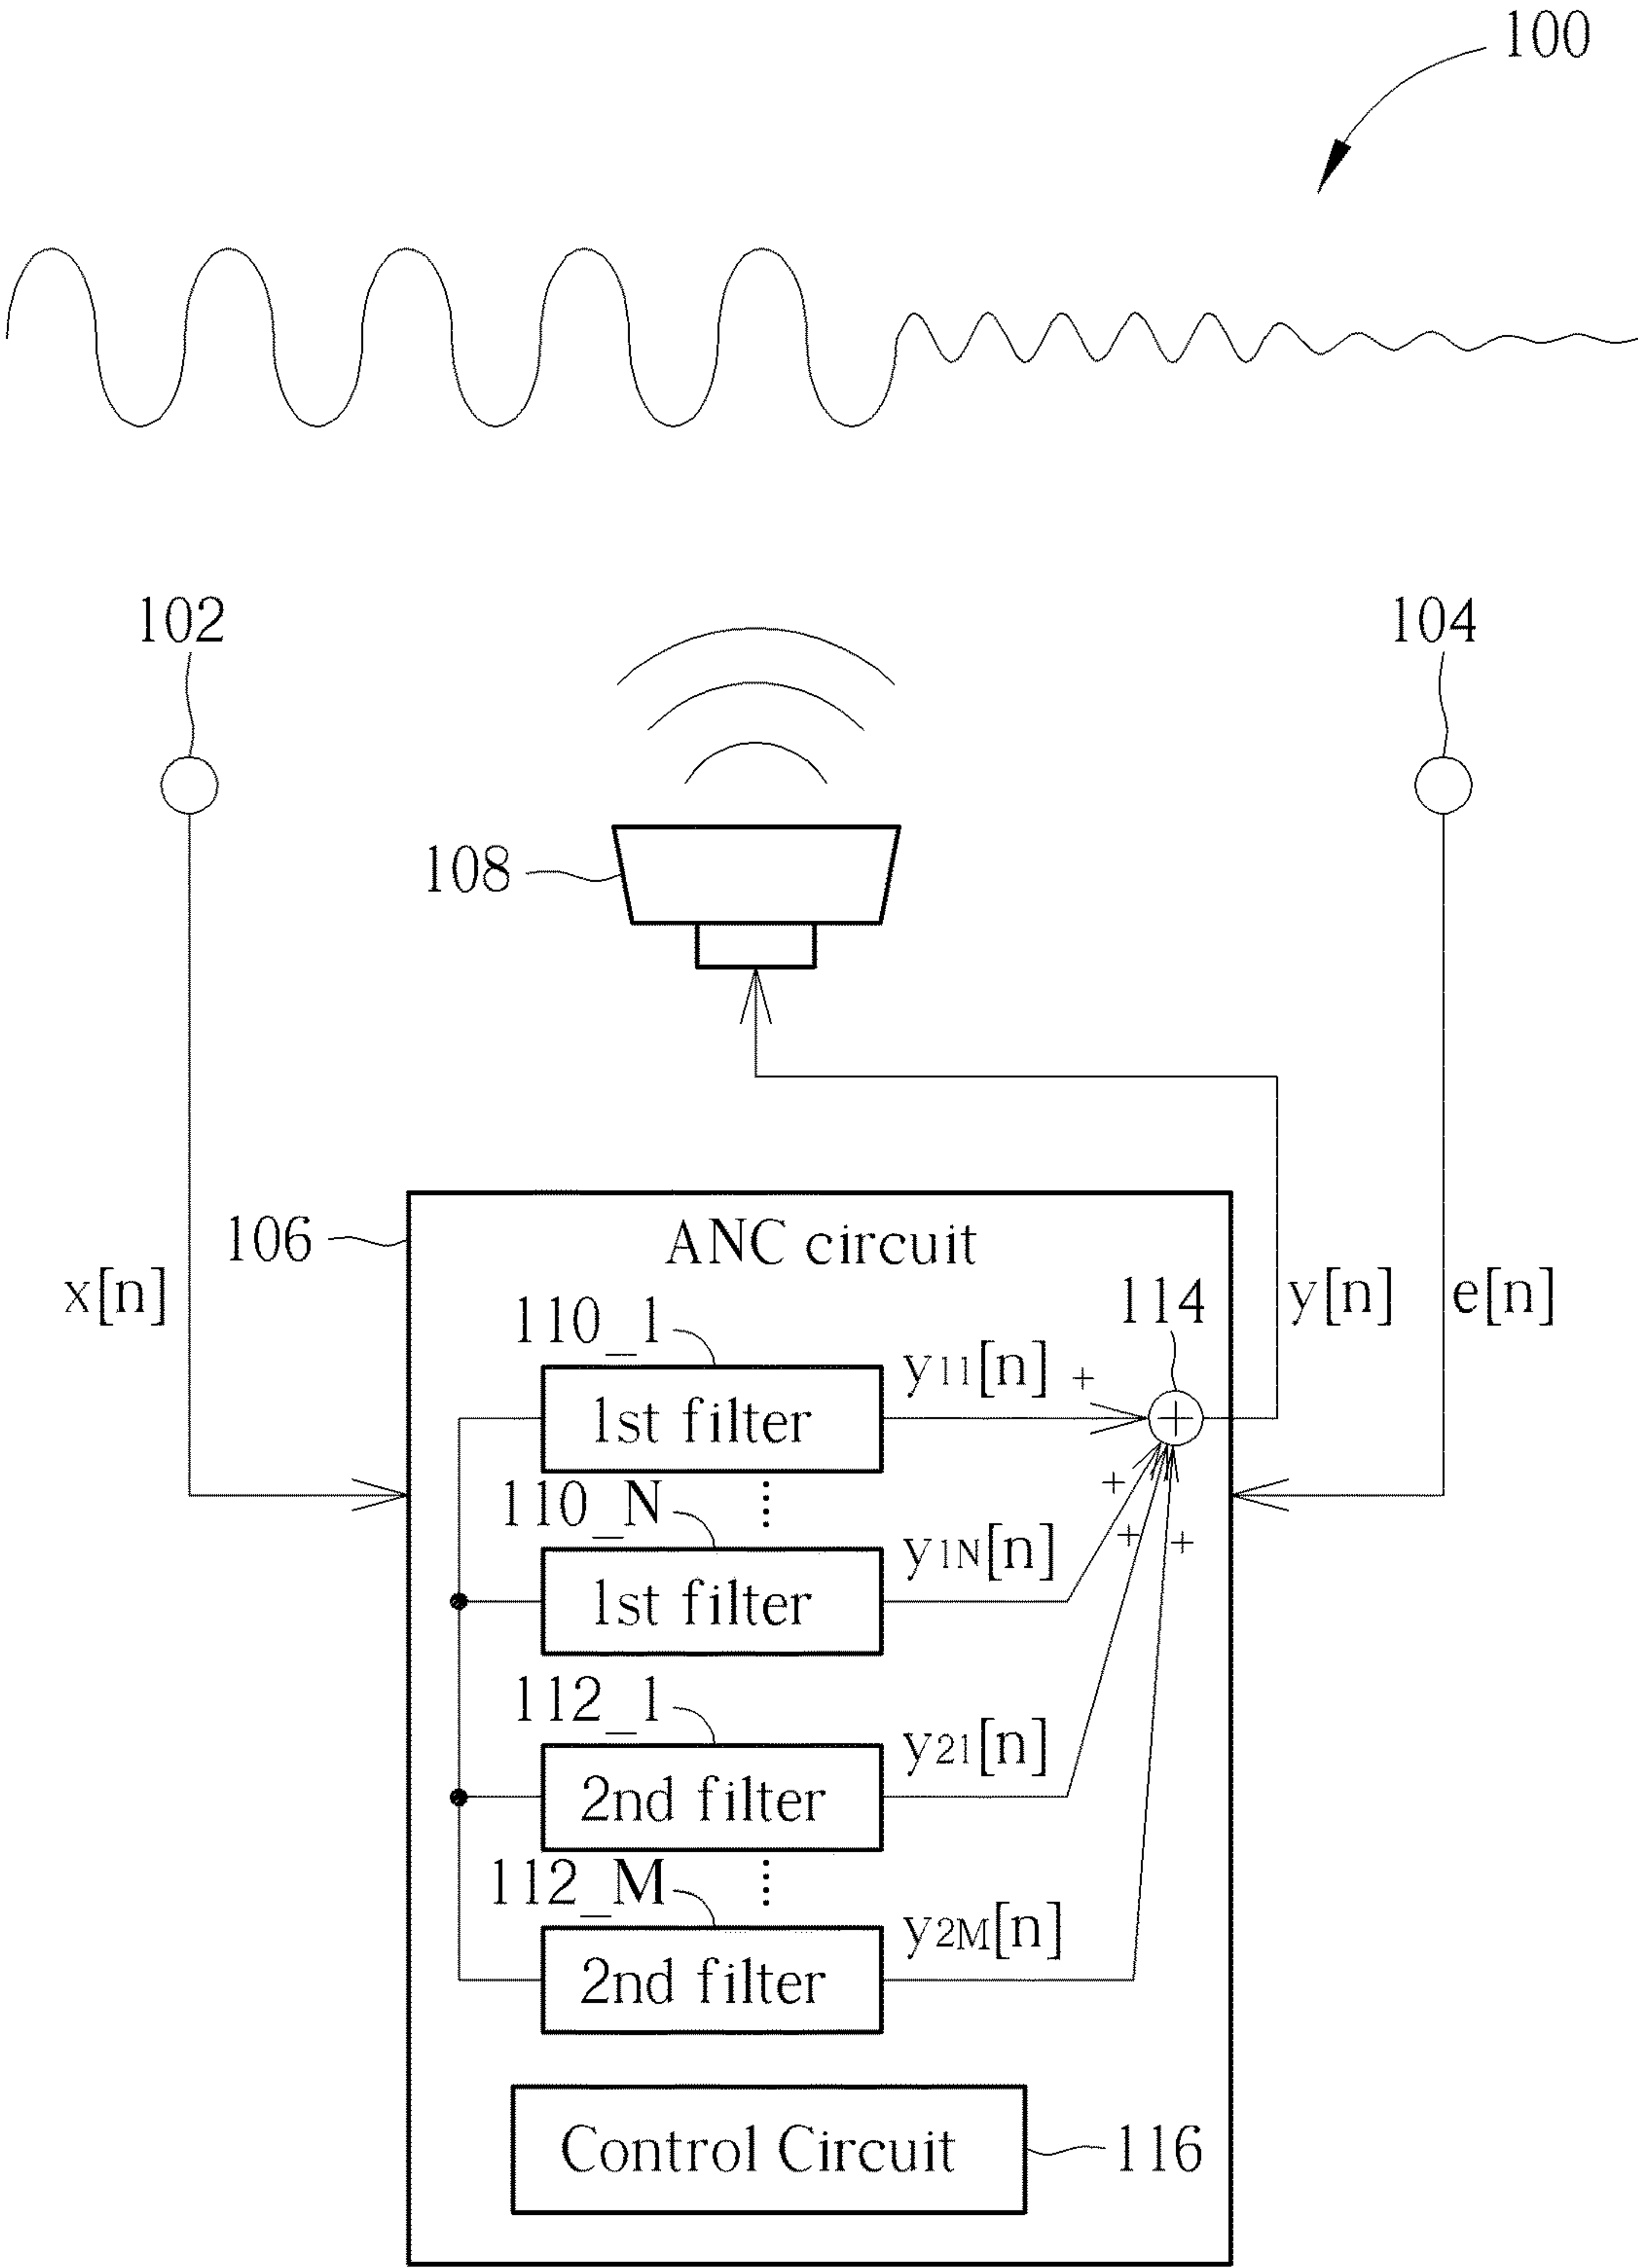 100
102
104
108
106
ANC circuit
x[n]
114
y[n]
e[n]
110_1
y11[n]
+
1st filter
+
110_N
+
y1N[n]
+
+
1st filter
112_1
y21[n]
2nd filter
112_M
y2M[n]
2nd filter
Control Circuit
116